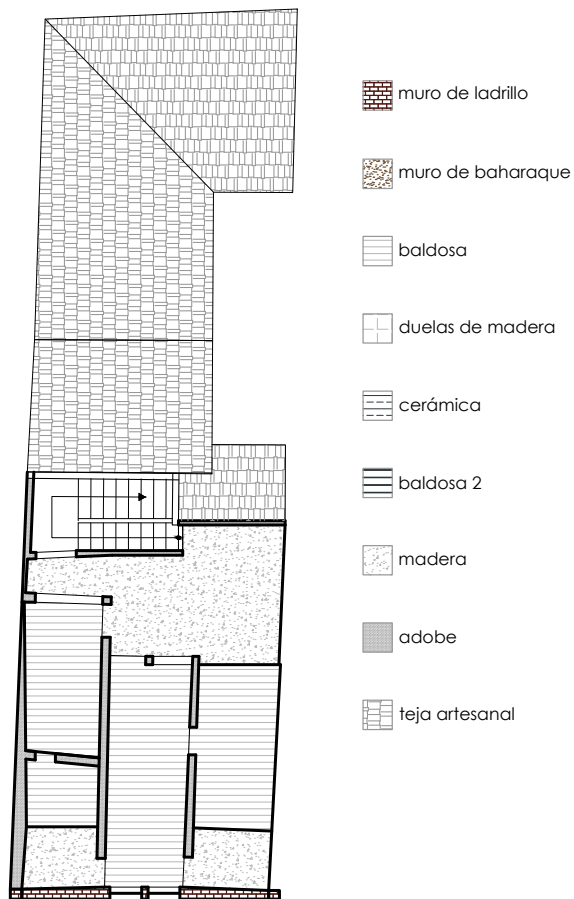 muro de ladrillo
muro de baharaque
baldosa
duelas de madera
cerámica
baldosa 2
madera
adobe
teja artesanal